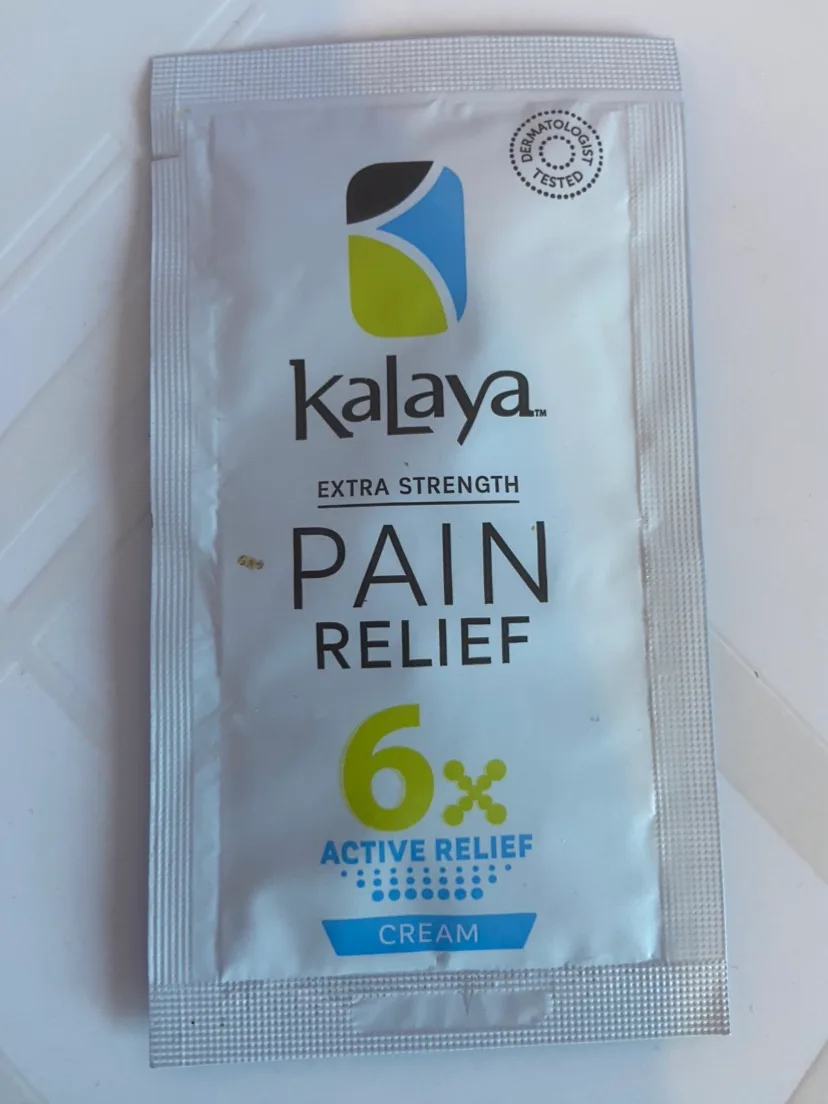 DERMATOLOGIST
TESTED
kaLaya™
EXTRA STRENGTH
PAIN
RELIEF
6x
ACTIVE RELIEF
CREAM